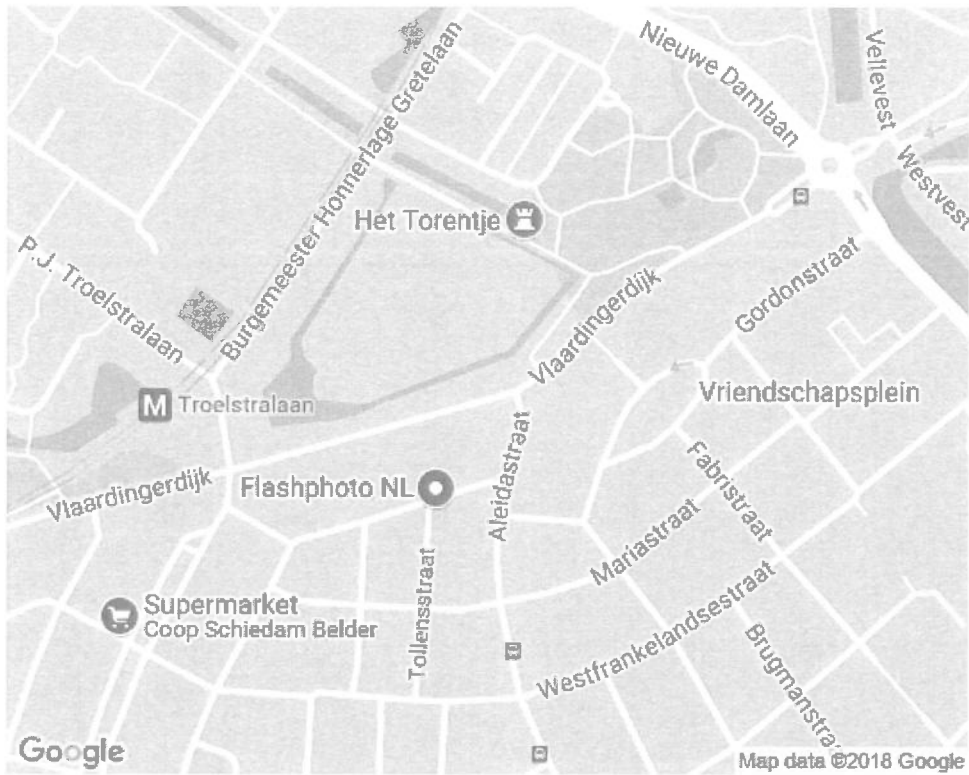 Nieuwe Damlaan
Vellevest
Westvest
Burgemeester Honnerlage Gretelaan
Het Torentje
P.J. Troelstralaan
Vlaardingerdijk
Gordonstraat
Vriendschapsplein
M Troelstralaan
Vlaardingerdijk
Flashphoto NL
Aleidastraat
Fabristraat
Mariastraat
Tollensstraat
Supermarket
Coop Schiedam Belder
Westfrankelandsestraat
Brugmanstraa
Google
Map data ©2018 Google